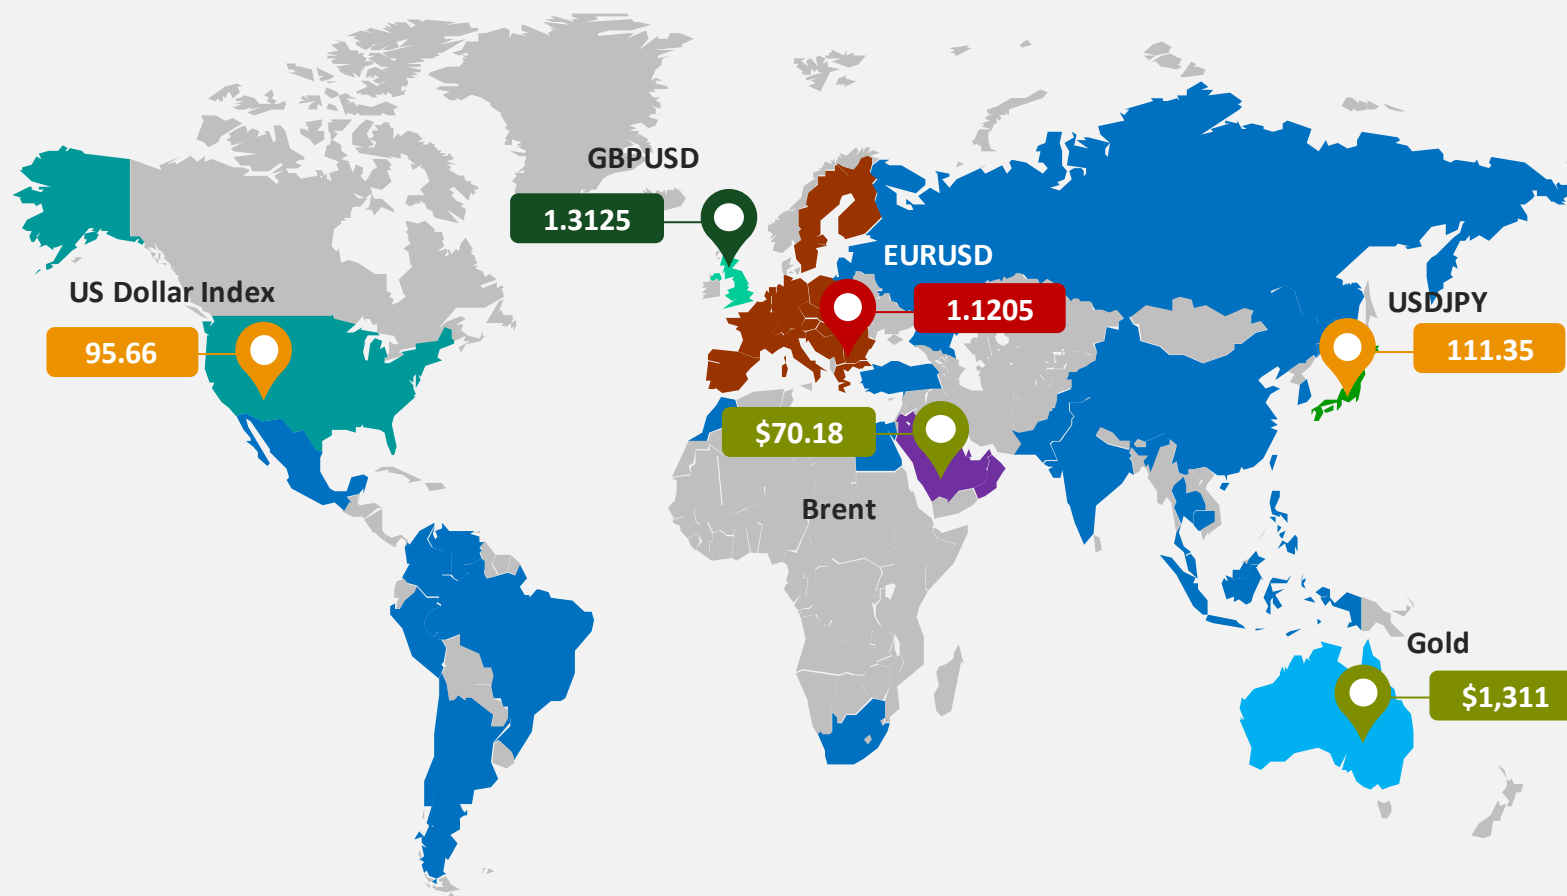 GBPUSD
1.3125
EURUSD
1.1205
US Dollar Index
95.66
USDJPY
111.35
$70.18
Brent
Gold
$1,311